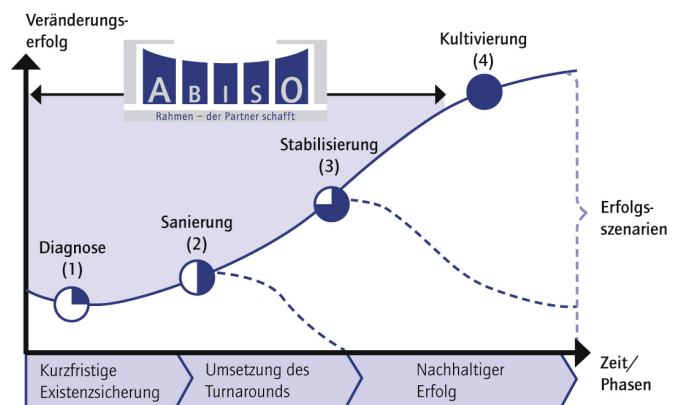 Veränderungs-
erfolg
ABISO
Rahmen – der Partner schafft
Kultivierung
(4)
Stabilisierung
(3)
Sanierung
(2)
Diagnose
(1)
Erfolgs-
szenarien
Zeit/
Phasen
Kurzfristige
Existenzsicherung
Umsetzung des
Turnarounds
Nachhaltiger
Erfolg